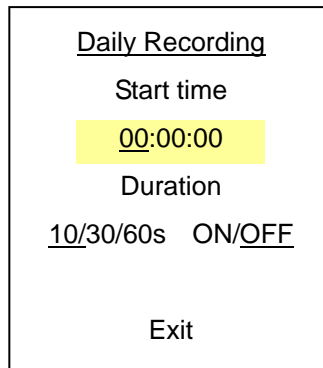 Daily Recording
Start time
00:00:00
Duration
10/30/60s ON/OFF
Exit